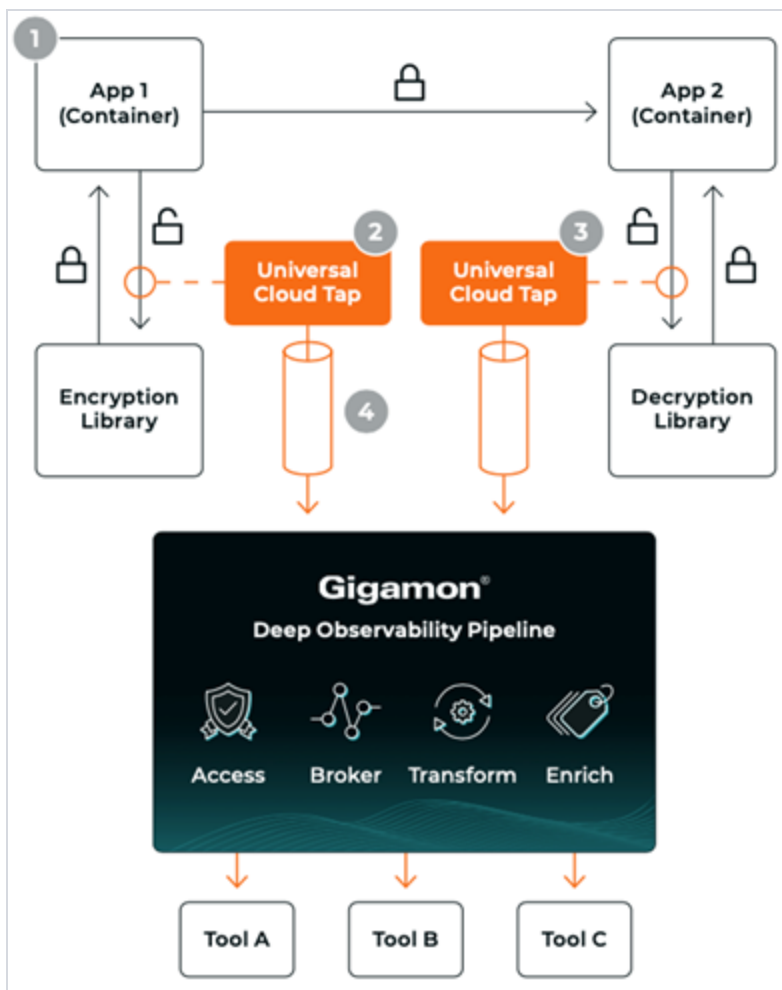 1
App 1
(Container)
App 2
(Container)
2
Universal
Cloud Tap
3
Universal
Cloud Tap
Encryption
Library
4
Decryption
Library
Gigamon®
Deep Observability Pipeline
Access
Broker
Transform
Enrich
Tool A
Tool B
Tool C